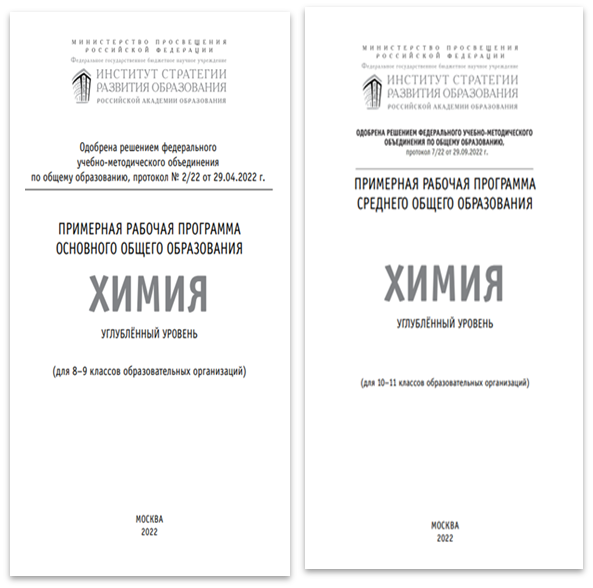 МИНИСТЕРСТВО ПРОСВЕЩЕНИЯ
РОССИЙСКОЙ ФЕДЕРАЦИИ
Федеральное государственное бюджетное научное учреждение
ИНСТИТУТ СТРАТЕГИИ
РАЗВИТИЯ ОБРАЗОВАНИЯ
РОССИЙСКОЙ АКАДЕМИИ ОБРАЗОВАНИЯ
Одобрена решением федерального
учебно-методического объединения
по общему образованию, протокол № 2/22 от 29.04.2022 г.
ПРИМЕРНАЯ РАБОЧАЯ ПРОГРАММА
ОСНОВНОГО ОБЩЕГО ОБРАЗОВАНИЯ
ХИМИЯ
УГЛУБЛЁННЫЙ УРОВЕНЬ
(для 8–9 классов образовательных организаций)
МОСКВА
2022
МИНИСТЕРСТВО ПРОСВЕЩЕНИЯ
РОССИЙСКОЙ ФЕДЕРАЦИИ
Федеральное государственное бюджетное научное учреждение
ИНСТИТУТ СТРАТЕГИИ
РАЗВИТИЯ ОБРАЗОВАНИЯ
РОССИЙСКОЙ АКАДЕМИИ ОБРАЗОВАНИЯ
ОДОБРЕНА РЕШЕНИЕМ ФЕДЕРАЛЬНОГО УЧЕБНО-МЕТОДИЧЕСКОГО
ОБЪЕДИНЕНИЯ ПО ОБЩЕМУ ОБРАЗОВАНИЮ,
протокол 7/22 от 29.09.2022 г.
ПРИМЕРНАЯ РАБОЧАЯ ПРОГРАММА
СРЕДНЕГО ОБЩЕГО ОБРАЗОВАНИЯ
ХИМИЯ
УГЛУБЛЁННЫЙ УРОВЕНЬ
(для 10–11 классов образовательных организаций)
МОСКВА
2022